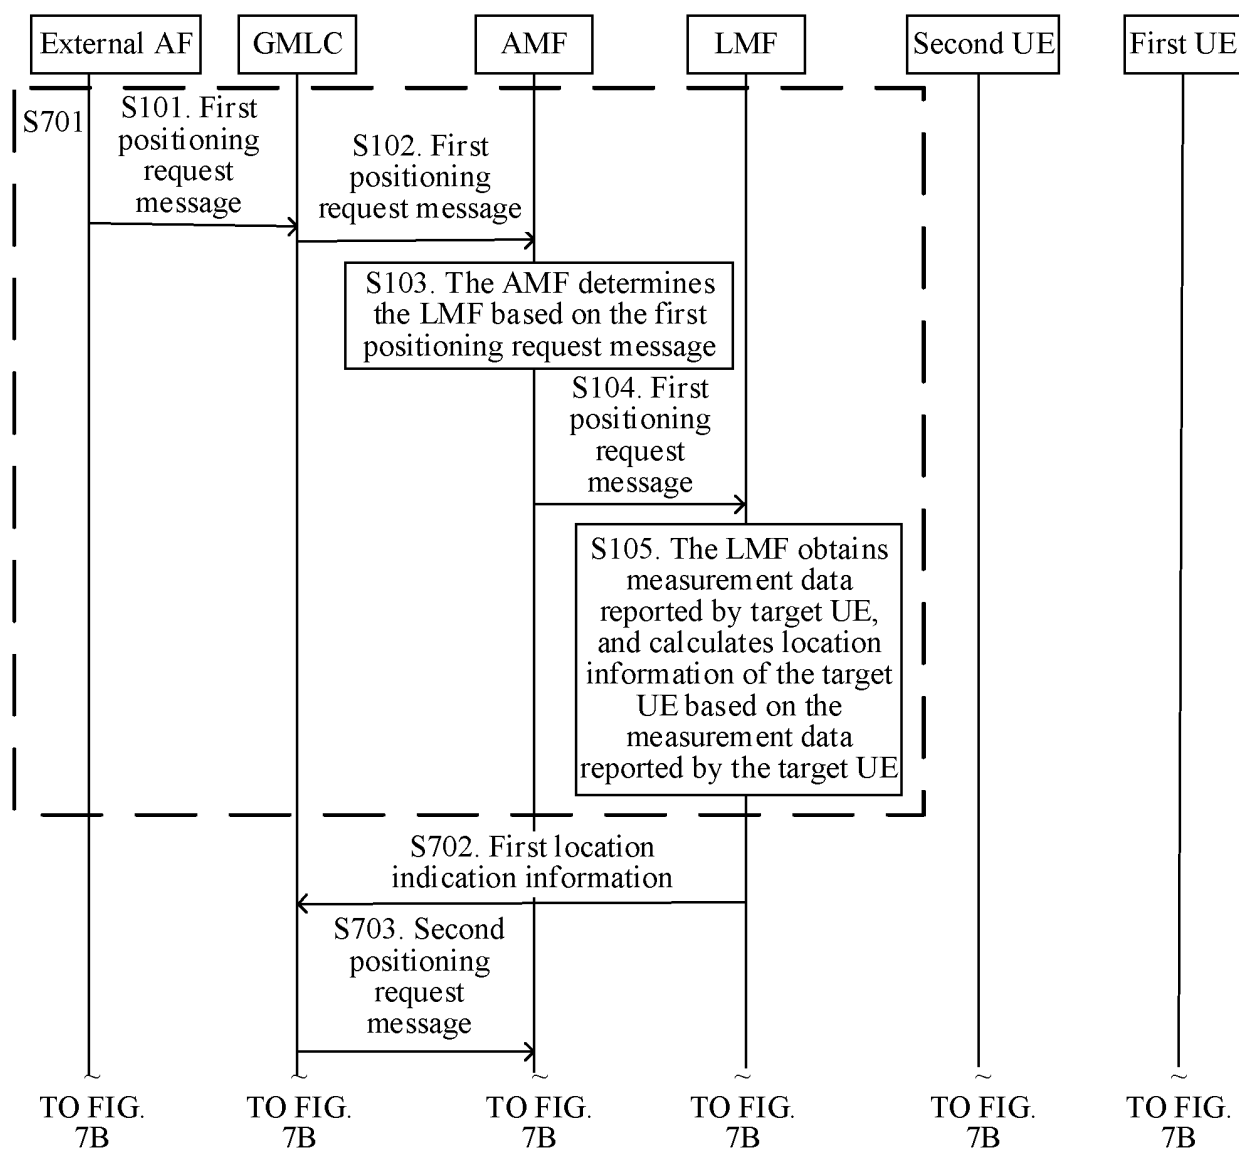 External AF
GMLC
AMF
LMF
Second UE
First UE
S701
S101. First
positioning
request
message
S102. First
positioning
request message
S103. The AMF determines
the LMF based on the first
positioning request message
S104. First
positioning
request
message
S105. The LMF obtains
measurement data
reported by target UE,
and calculates location
information of the target
UE based on the
measurement data
reported by the target UE
S702. First location
indication information
S703. Second
positioning
request
message
~
~
~
~
~
~
TO FIG.
7B
TO FIG.
7B
TO FIG.
7B
TO FIG.
7B
TO FIG.
7B
TO FIG.
7B